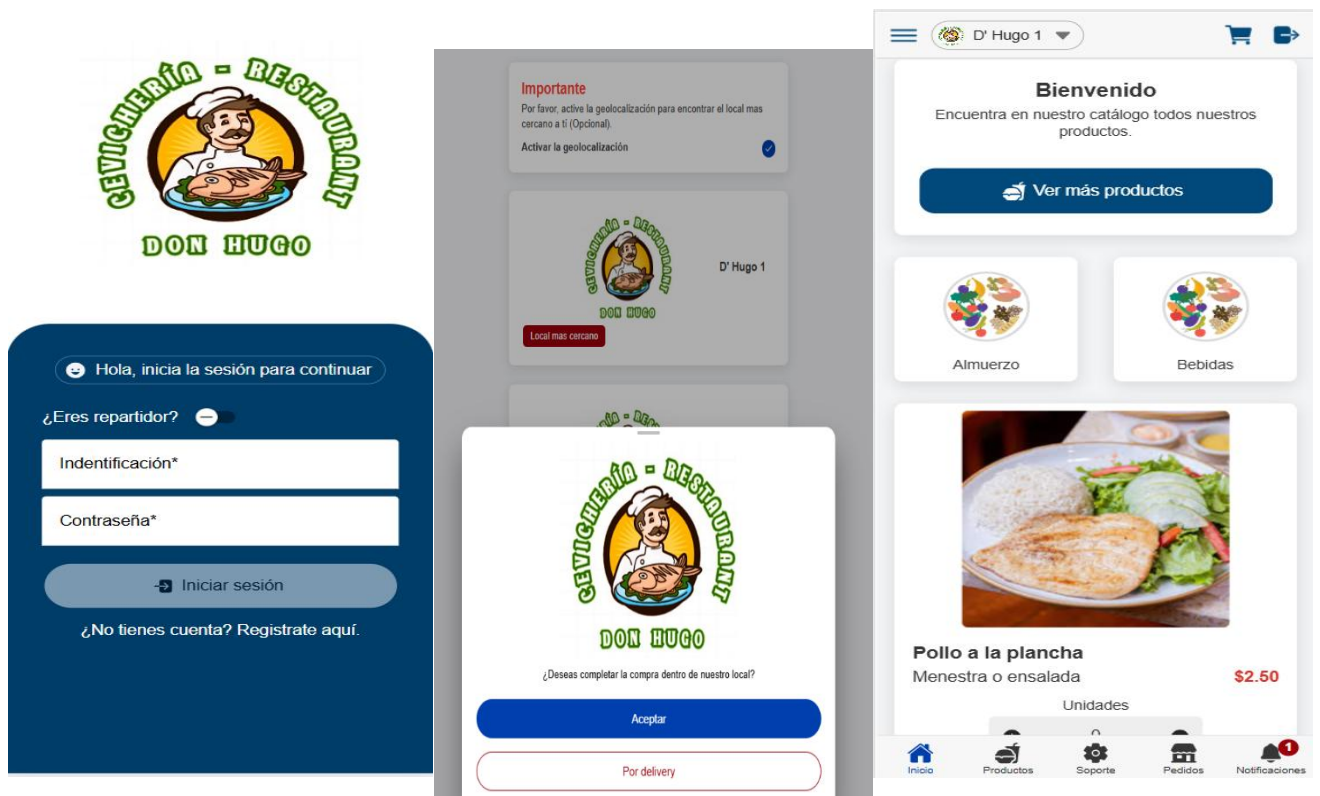 CEVICHERÍA - RESTAURANT
DON HUGO
Hola, inicia la sesión para continuar
¿Eres repartidor?
Indentificación*
Contraseña*
Iniciar sesión
¿No tienes cuenta? Registrate aquí.
Importante
Por favor, active la geolocalización para encontrar el local mas
cercano a tí (Opcional).
Activar la geolocalización
CEVICHERÍA - RESTAURANT
DON HUGO
D' Hugo 1
Local mas cercano
CEVICHERÍA - RESTAURANT
DON HUGO
¿Deseas completar la compra dentro de nuestro local?
Aceptar
Por delivery
D' Hugo 1
Bienvenido
Encuentra en nuestro catálogo todos nuestros
productos.
Ver más productos
Almuerzo
Bebidas
Pollo a la plancha
Menestra o ensalada
$2.50
Unidades
Inicio
Productos
Soporte
Pedidos
1
Notificaciones